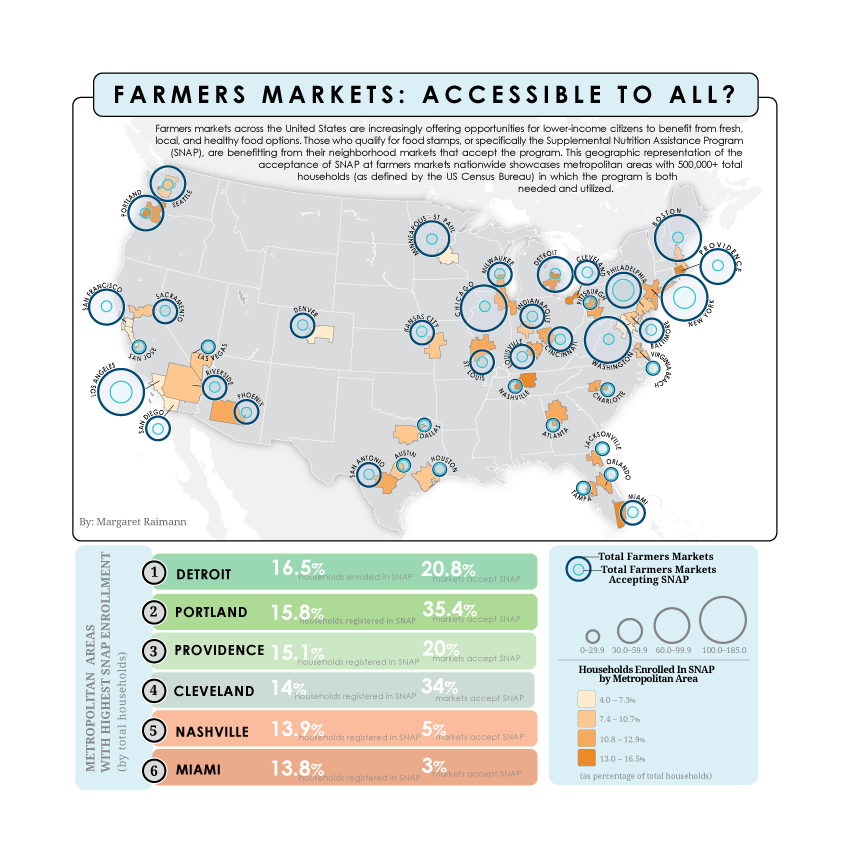 FARMERS MARKETS: ACCESSIBLE TO ALL?
Farmers markets across the United States are increasingly offering opportunities for lower-income citizens to benefit from fresh,
local, and healthy food options. Those who qualify for food stamps, or specifically the Supplemental Nutrition Assistance Program
(SNAP), are benefitting from their neighborhood markets that accept the program. This geographic representation of the
acceptance of SNAP at farmers markets nationwide showcases metropolitan areas with 500,000+ total
households (as defined by the US Census Bureau) in which the program is both
needed and utilized.
SEATTLE
PORTLAND
MINNEAPOLIS - ST PAUL
BOSTON
PROVIDENCE
MILWAUKEE
DETROIT
CLEVELAND
PHILADELPHIA
PITTSBURGH
NEW YORK
CHICAGO
INDIANAPOLIS
SAN FRANCISCO
SACRAMENTO
DENVER
KANSAS CITY
CINCINNATI
BALTIMORE
WASHINGTON
SAN JOSE
LAS VEGAS
ST. LOUIS
LOUISVILLE
VIRGINIA BEACH
LOS ANGELES
RIVERSIDE
PHOENIX
NASHVILLE
CHARLOTTE
SAN DIEGO
DALLAS
ATLANTA
JACKSONVILLE
SAN ANTONIO
AUSTIN
HOUSTON
ORLANDO
TAMPA
MIAMI
By: Margaret Raimann
METROPOLITAN AREAS
WITH HIGHEST SNAP ENROLLMENT
(by total households)
1 DETROIT 16.5% households enrolled in SNAP 20.8% markets accept SNAP
2 PORTLAND 15.8% households registered in SNAP 35.4% markets accept SNAP
3 PROVIDENCE 15.1% households registered in SNAP 20% markets accept SNAP
4 CLEVELAND 14% households registered in SNAP 34% markets accept SNAP
5 NASHVILLE 13.9% households registered in SNAP 5% markets accept SNAP
6 MIAMI 13.8% households registered in SNAP 3% markets accept SNAP
Total Farmers Markets
Total Farmers Markets
Accepting SNAP
0–29.9 30.0–59.9 60.0–99.9 100.0–185.0
Households Enrolled In SNAP
by Metropolitan Area
4.0 – 7.3%
7.4 – 10.7%
10.8 – 12.9%
13.0 – 16.5%
(as percentage of total households)